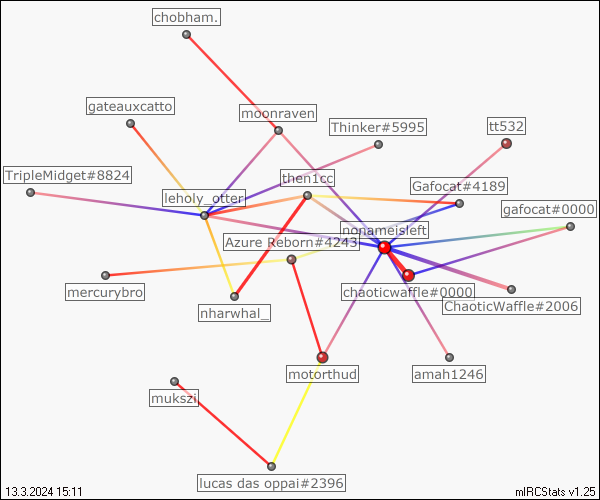 chobham.
gateauxcatto
moonraven
Thinker#5995
tt532
TripleMidget#8824
then1cc
leholy_otter
Gafocat#4189
gafocat#0000
nonameisleft
Azure Reborn#4243
mercurybro
chaoticwaffle#0000
ChaoticWaffle#2006
nharwhal_
motorthud
amah1246
mukszi
lucas das oppai#2396
13.3.2024 15:11
mIRCStats v1.25